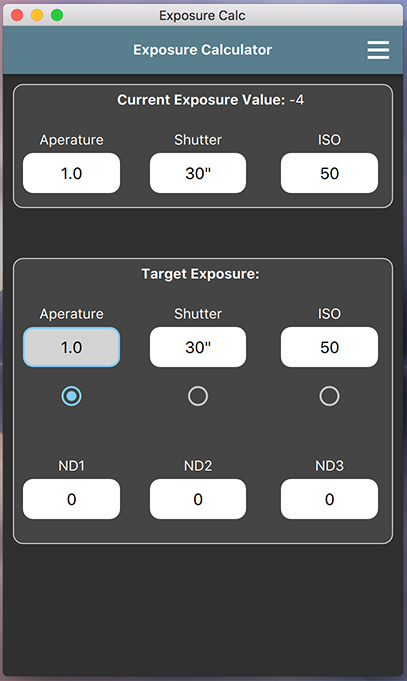 Exposure Calc
Exposure Calculator
Current Exposure Value: -4
Aperature Shutter ISO
1.0 30" 50
Target Exposure:
Aperature Shutter ISO
1.0 30" 50
ND1 ND2 ND3
0 0 0